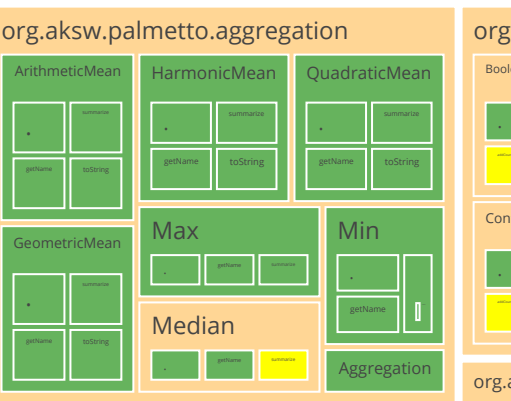 org.aksw.palmetto.aggregation
ArithmeticMean
.
summarize
getName
toString
HarmonicMean
.
summarize
getName
toString
QuadraticMean
.
summarize
getName
toString
GeometricMean
.
summarize
getName
toString
Max
.
getName
summarize
Min
.
getName
Median
.
getName
summarize
Aggregation
org
Bool
.
Con
.
org.a